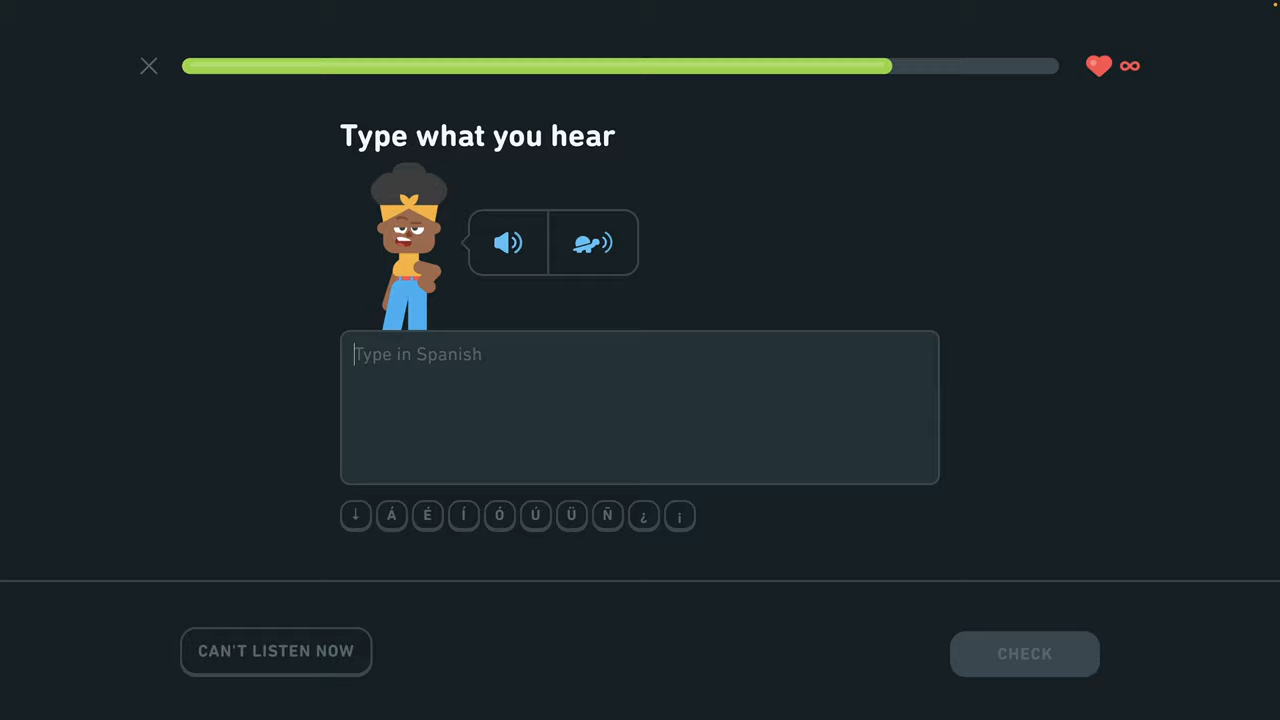 Type what you hear
Type in Spanish
↓ Á É Í Ó Ú Ü Ñ ¿ ¡
CAN'T LISTEN NOW
CHECK